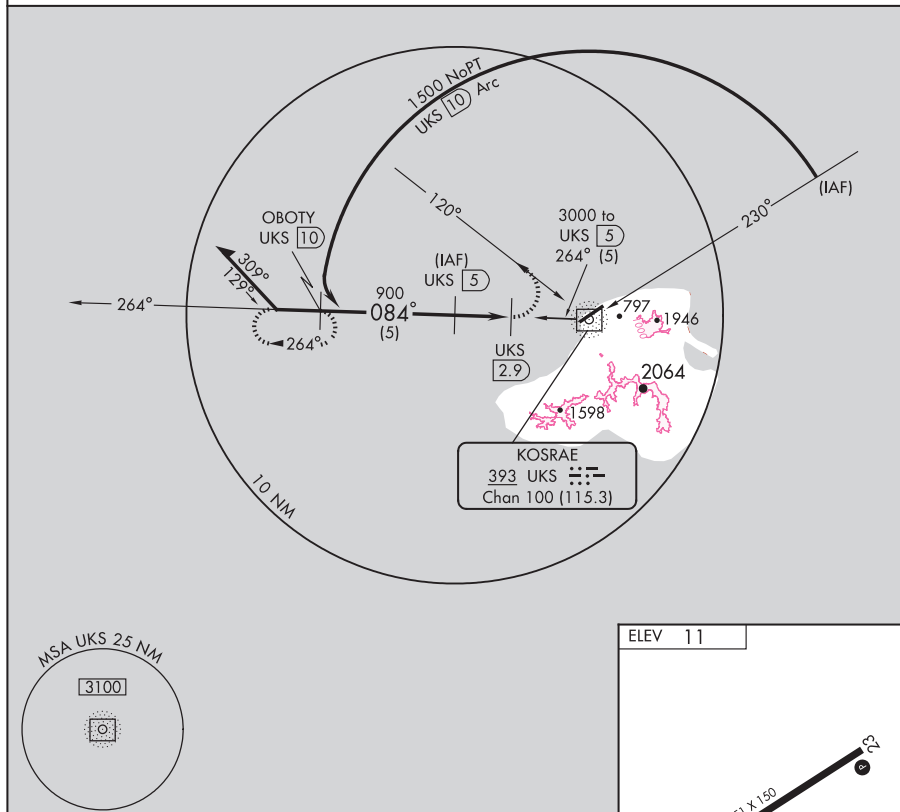 1500 NoPT
UKS 10 Arc
(IAF)
230°
120°
3000 to
UKS 5
264° (5)
OBOTY
UKS 10
(IAF)
UKS 5
309°
129°
264°
900
084°
(5)
264°
UKS
2.9
797
1946
2064
1598
KOSRAE
393 UKS
Chan 100 (115.3)
10 NM
MSA UKS 25 NM
3100
ELEV 11
23
P
X 150